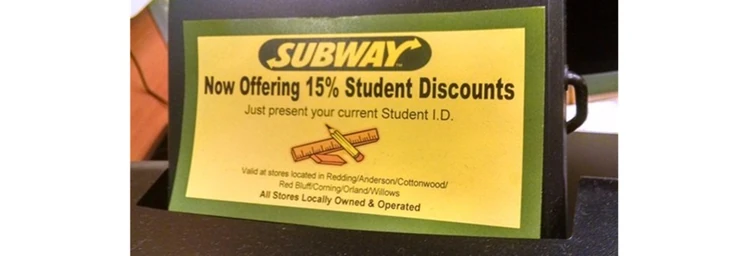 SUBWAY
Now Offering 15% Student Discounts
Just present your current Student I.D.
Valid at stores located in Redding/Anderson/Cottonwood/
Red Bluff/Corning/Orland/Willows
All Stores Locally Owned & Operated